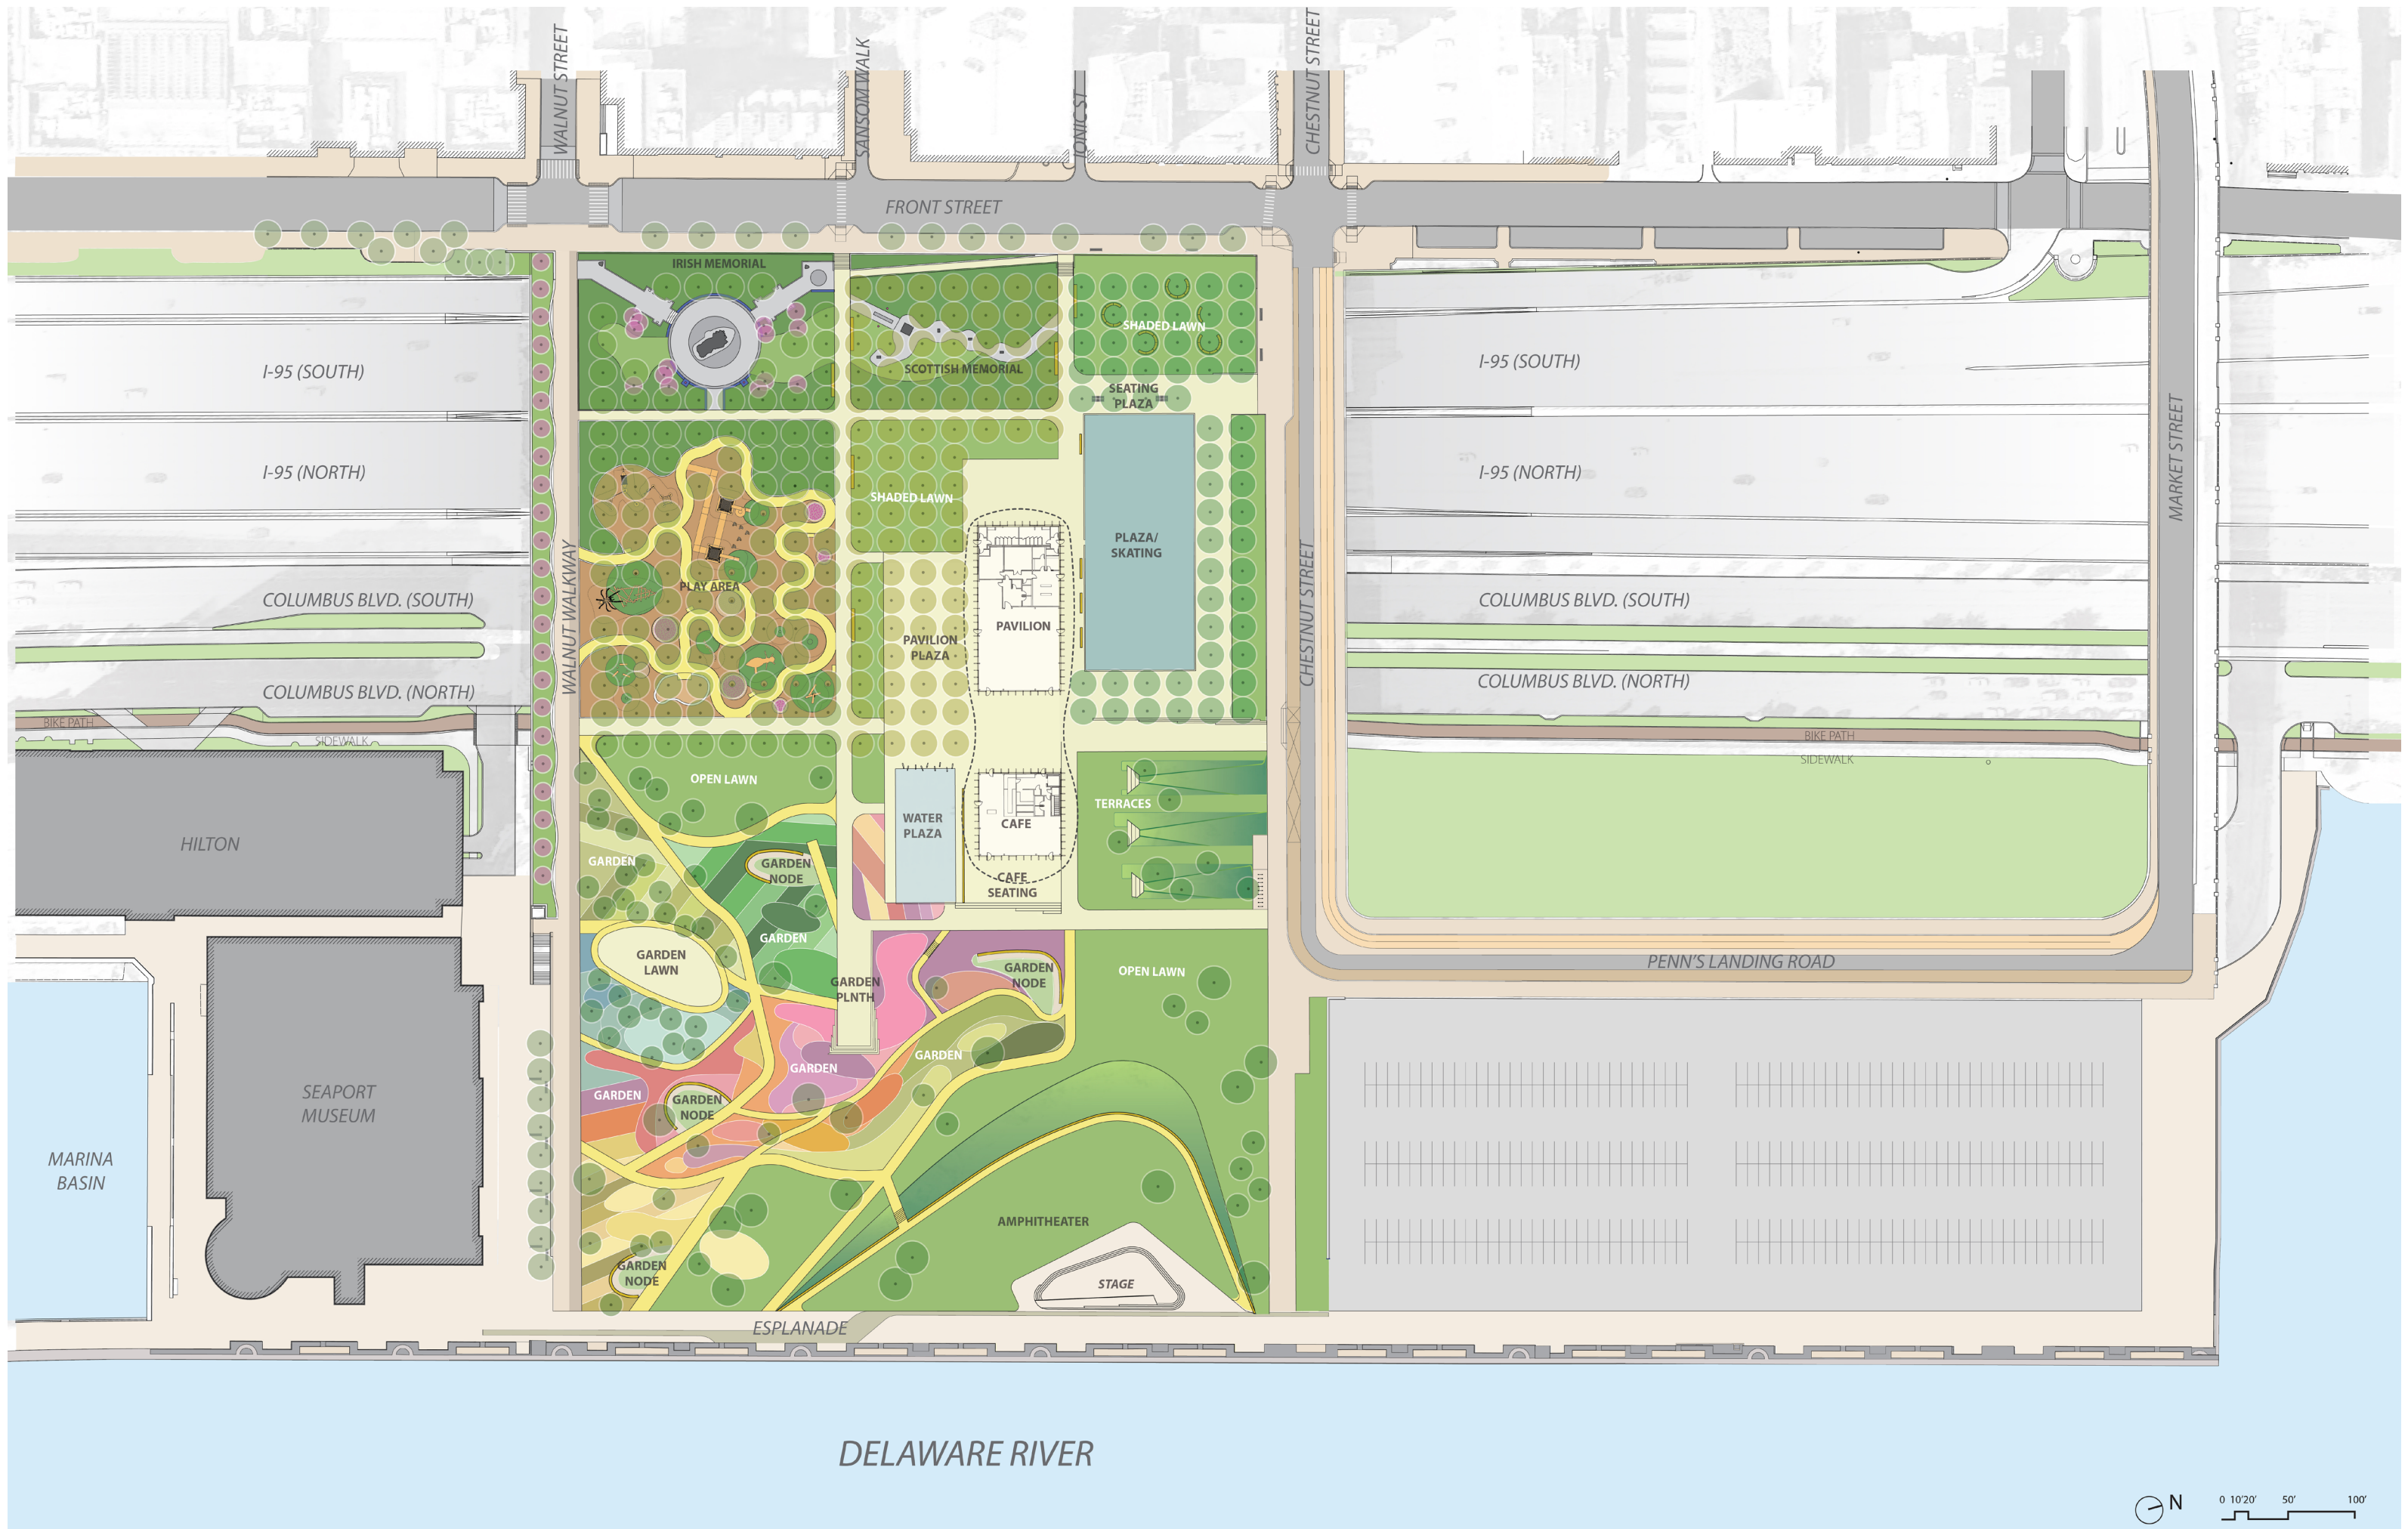 WALNUT STREET
SANSOM WALK
IONIC ST
CHESTNUT STREET
FRONT STREET
IRISH MEMORIAL
SCOTTISH MEMORIAL
SHADED LAWN
SEATING
PLAZA
I-95 (SOUTH)
I-95 (SOUTH)
I-95 (NORTH)
I-95 (NORTH)
MARKET STREET
SHADED LAWN
PLAZA/
SKATING
PLAY AREA
WALNUT WALKWAY
CHESTNUT STREET
COLUMBUS BLVD. (SOUTH)
COLUMBUS BLVD. (SOUTH)
PAVILION
PLAZA
PAVILION
COLUMBUS BLVD. (NORTH)
COLUMBUS BLVD. (NORTH)
BIKE PATH
SIDEWALK
BIKE PATH
SIDEWALK
OPEN LAWN
TERRACES
WATER
PLAZA
CAFE
HILTON
GARDEN
GARDEN
NODE
CAFE
SEATING
GARDEN
GARDEN
LAWN
GARDEN
PLNTH
GARDEN
NODE
OPEN LAWN
PENN'S LANDING ROAD
GARDEN
GARDEN
GARDEN
GARDEN
NODE
SEAPORT
MUSEUM
MARINA
BASIN
AMPHITHEATER
GARDEN
NODE
STAGE
ESPLANADE
DELAWARE RIVER
N
0 10'20' 50' 100'